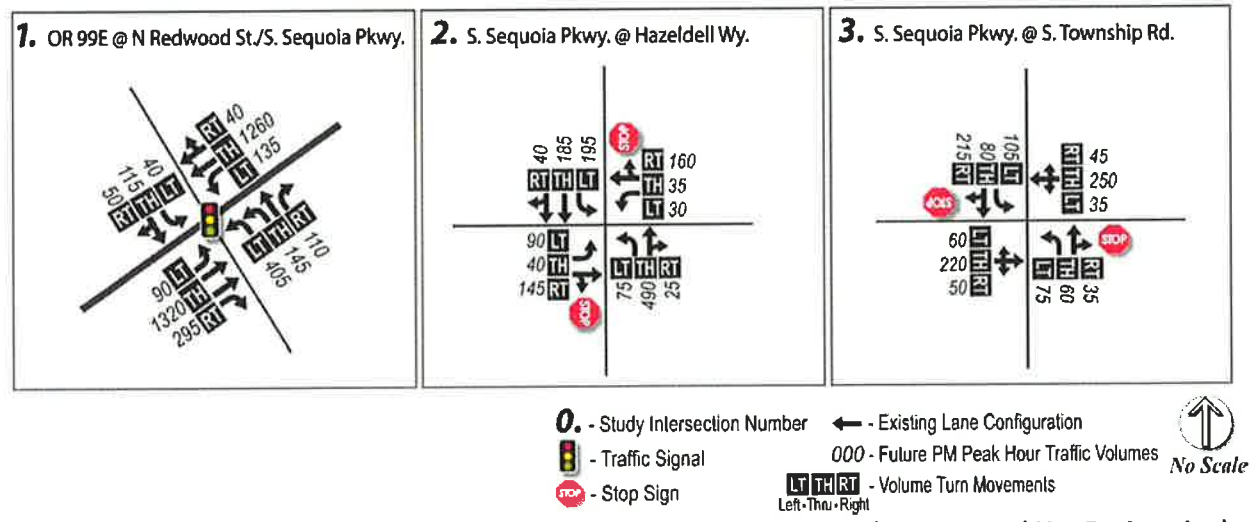 1. OR 99E @ N Redwood St./S. Sequoia Pkwy.
RT 40
TH 1260
LT 135
40 LT
115 TH
50 RT
LT 405
TH 145
RT 110
90 LT
1320 TH
295 RT
2. S. Sequoia Pkwy. @ Hazeldell Wy.
STOP
40 185 195
RT TH LT
RT 160
TH 35
LT 30
90 LT
40 TH
145 RT
STOP
LT TH RT
75 490 25
3. S. Sequoia Pkwy. @ S. Township Rd.
215 80 105
RT TH LT
STOP
RT 45
TH 250
LT 35
60 LT
220 TH
50 RT
STOP
LT TH RT
75 60 35
0. - Study Intersection Number
- Traffic Signal
STOP - Stop Sign
- Existing Lane Configuration
000 - Future PM Peak Hour Traffic Volumes
LT TH RT - Volume Turn Movements
Left•Thru•Right
No Scale